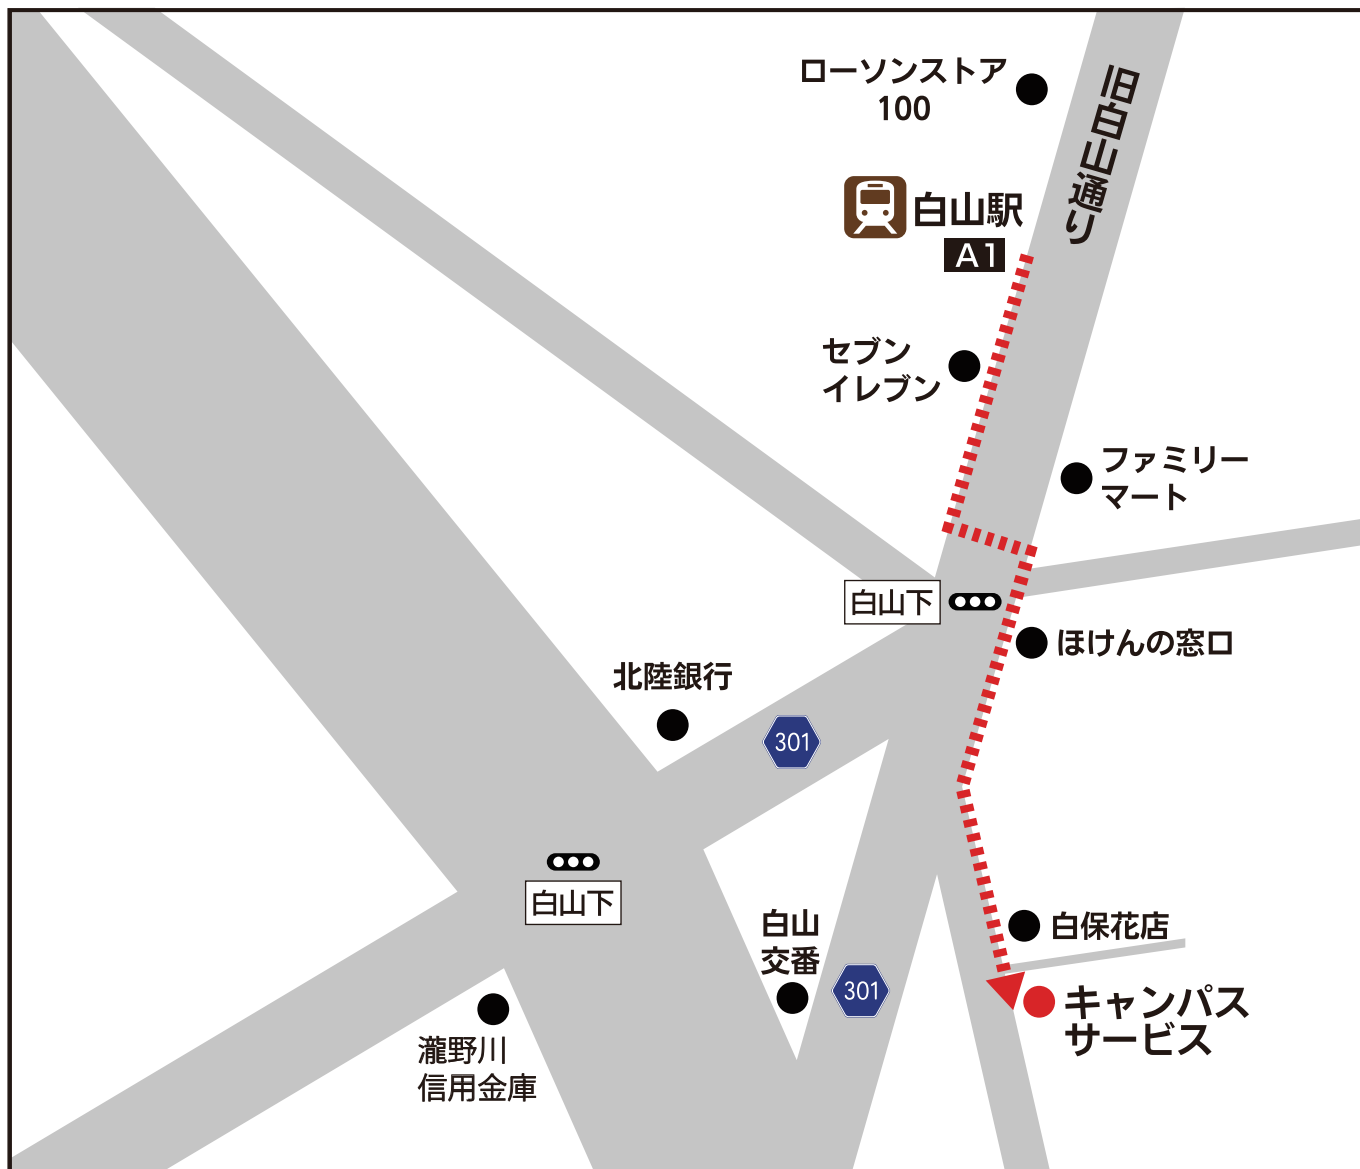 ローソンストア
100
旧白山通り
白山駅
A1
セブン
イレブン
ファミリー
マート
白山下
ほけんの窓口
北陸銀行
301
白山下
白山
交番
301
白保花店
キャンパス
サービス
瀧野川
信用金庫